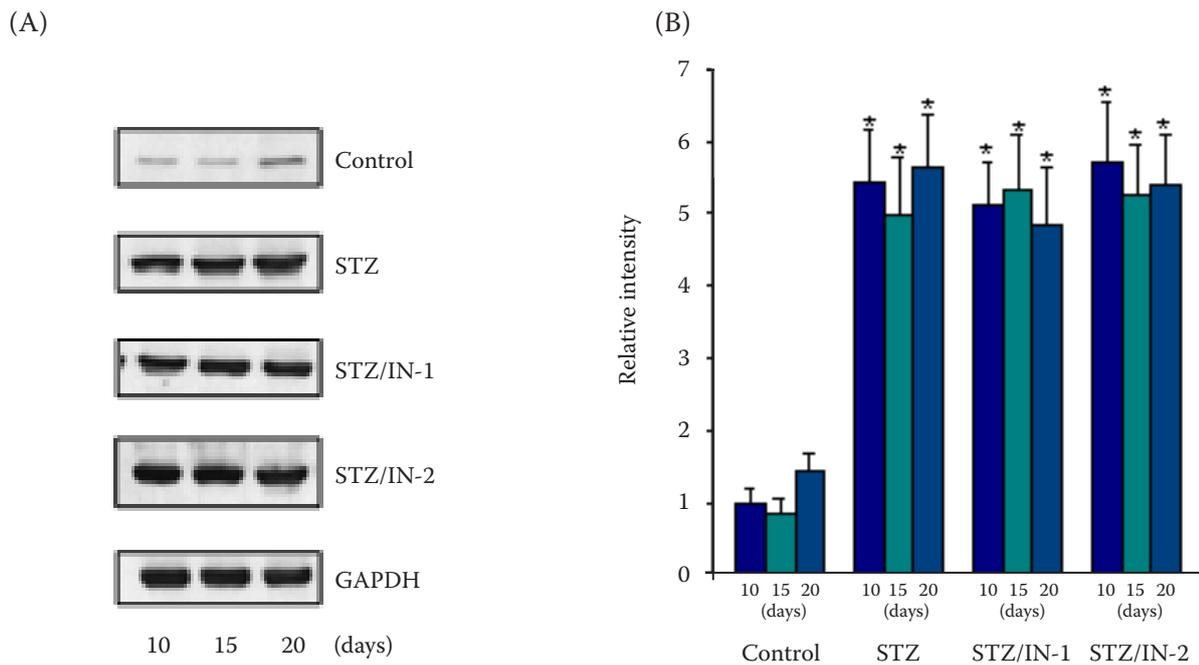 (A)
Control
STZ
STZ/IN-1
STZ/IN-2
GAPDH
10 15 20 (days)
(B)
Relative intensity
7
6
5
4
3
2
1
0
* * * * * * * * *
10 15 20 10 15 20 10 15 20 10 15 20
(days) (days) (days) (days)
Control STZ STZ/IN-1 STZ/IN-2